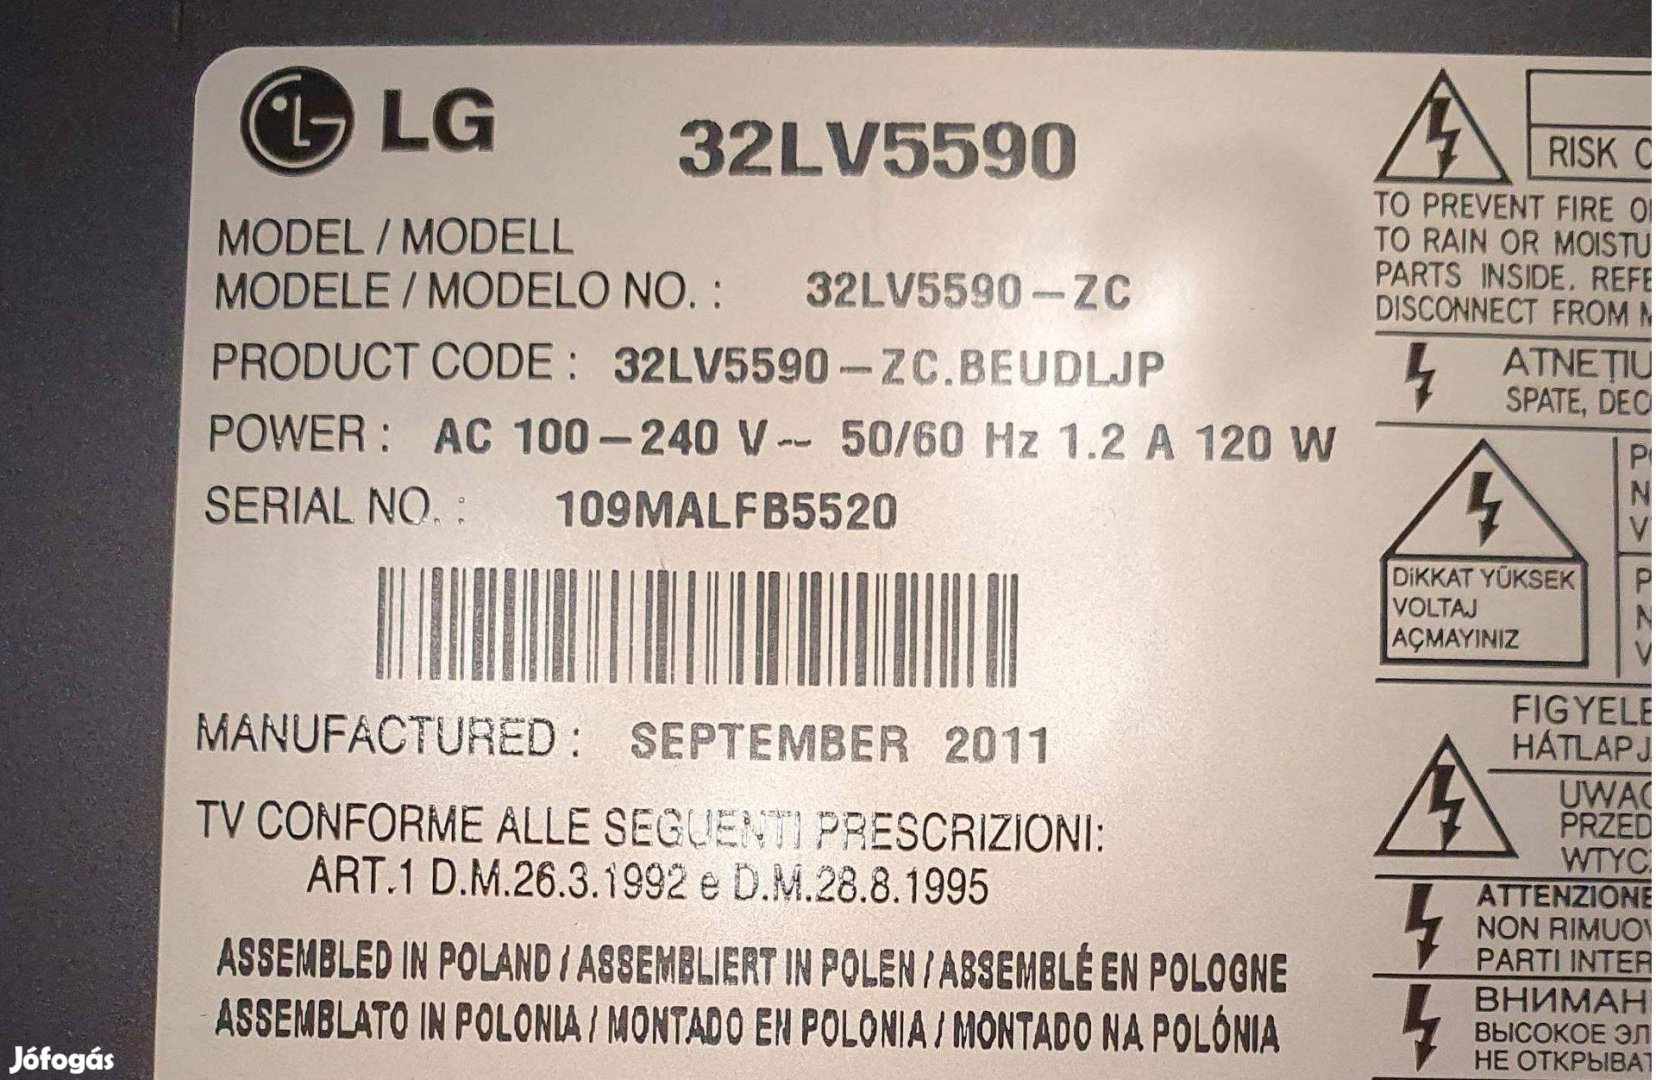 LG 32LV5590
MODEL / MODELL
MODELE / MODELO NO. : 32LV5590-ZC
PRODUCT CODE : 32LV5590-ZC.BEUDLJP
POWER : AC 100-240 V~ 50/60 Hz 1.2 A 120 W
SERIAL NO. : 109MALFB5520
MANUFACTURED : SEPTEMBER 2011
TV CONFORME ALLE SEGUENTI PRESCRIZIONI:
ART.1 D.M.26.3.1992 e D.M.28.8.1995
ASSEMBLED IN POLAND / ASSEMBLIERT IN POLEN / ASSEMBLÉ EN POLOGNE
ASSEMBLATO IN POLONIA / MONTADO EN POLONIA / MONTADO NA POLÓNIA
RISK
TO PREVENT FIRE
TO RAIN OR MOISTU
PARTS INSIDE. REFE
DISCONNECT FROM
ATNEȚIU
SPATE, DEC
DİKKAT YÜKSEK
VOLTAJ
AÇMAYINIZ
FIGYELE
HÁTLAPJ
UWAG
PRZED
WTYC
ATTENZIONE
NON RIMUOV
PARTI INTER
ВНИМАН
ВЫСОКОЕ ЭЛ
НЕ ОТКРЫВАТ
Jófogás